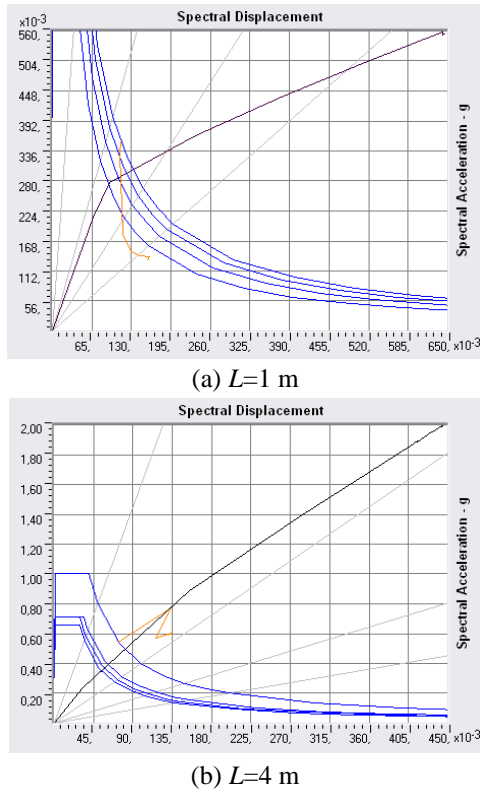 Spectral Displacement
x10⁻³
560,
504,
448,
392,
336,
280,
224,
168,
112,
56,
Spectral Acceleration - g
65, 130, 195, 260, 325, 390, 455, 520, 585, 650, x10⁻³
(a) L=1 m
Spectral Displacement
2,00
1,80
1,60
1,40
1,20
1,00
0,80
0,60
0,40
0,20
Spectral Acceleration - g
45, 90, 135, 180, 225, 270, 315, 360, 405, 450, x10⁻³
(b) L=4 m